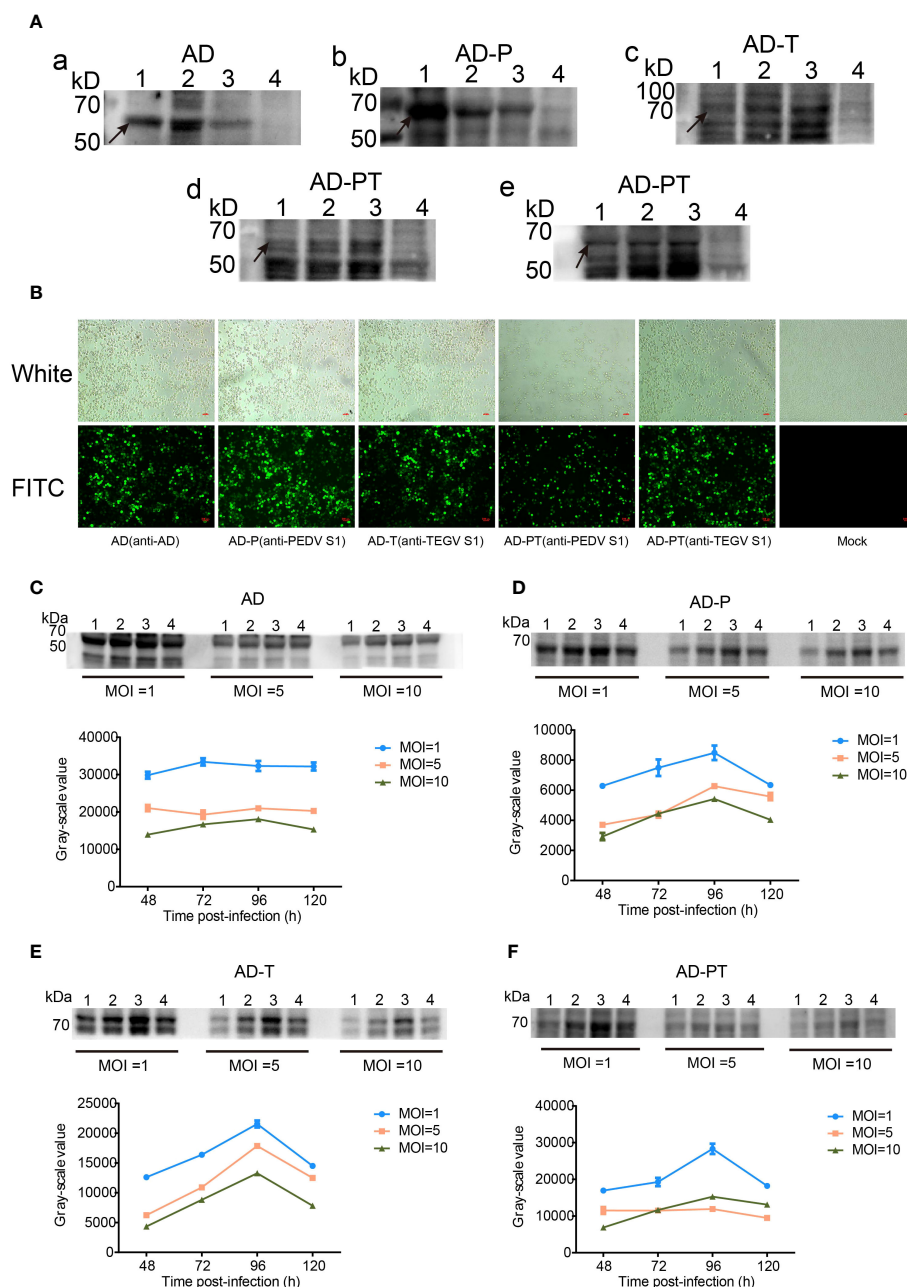 A
a AD
kD 1 2 3 4
70
50
b AD-P
kD 1 2 3 4
70
50
c AD-T
kD 1 2 3 4
100
70
d AD-PT
kD 1 2 3 4
70
50
e AD-PT
kD 1 2 3 4
70
50
B
White
FITC
AD(anti-AD) AD-P(anti-PEDV S1) AD-T(anti-TEGV S1) AD-PT(anti-PEDV S1) AD-PT(anti-TEGV S1) Mock
C
AD
kDa 1 2 3 4 1 2 3 4 1 2 3 4
70
50
MOI =1 MOI =5 MOI =10
Gray-scale value
40000
30000
20000
10000
0
48 72 96 120
Time post-infection (h)
MOI=1
MOI=5
MOI=10
D
AD-P
kDa 1 2 3 4 1 2 3 4 1 2 3 4
70
MOI =1 MOI =5 MOI =10
Gray-scale value
10000
8000
6000
4000
2000
0
48 72 96 120
Time post-infection (h)
MOI=1
MOI=5
MOI=10
E
AD-T
kDa 1 2 3 4 1 2 3 4 1 2 3 4
70
MOI =1 MOI =5 MOI =10
Gray-scale value
25000
20000
15000
10000
5000
0
48 72 96 120
Time post-infection (h)
MOI=1
MOI=5
MOI=10
F
AD-PT
kDa 1 2 3 4 1 2 3 4 1 2 3 4
70
MOI =1 MOI =5 MOI =10
Gray-scale value
40000
30000
20000
10000
0
48 72 96 120
Time post-infection (h)
MOI=1
MOI=5
MOI=10